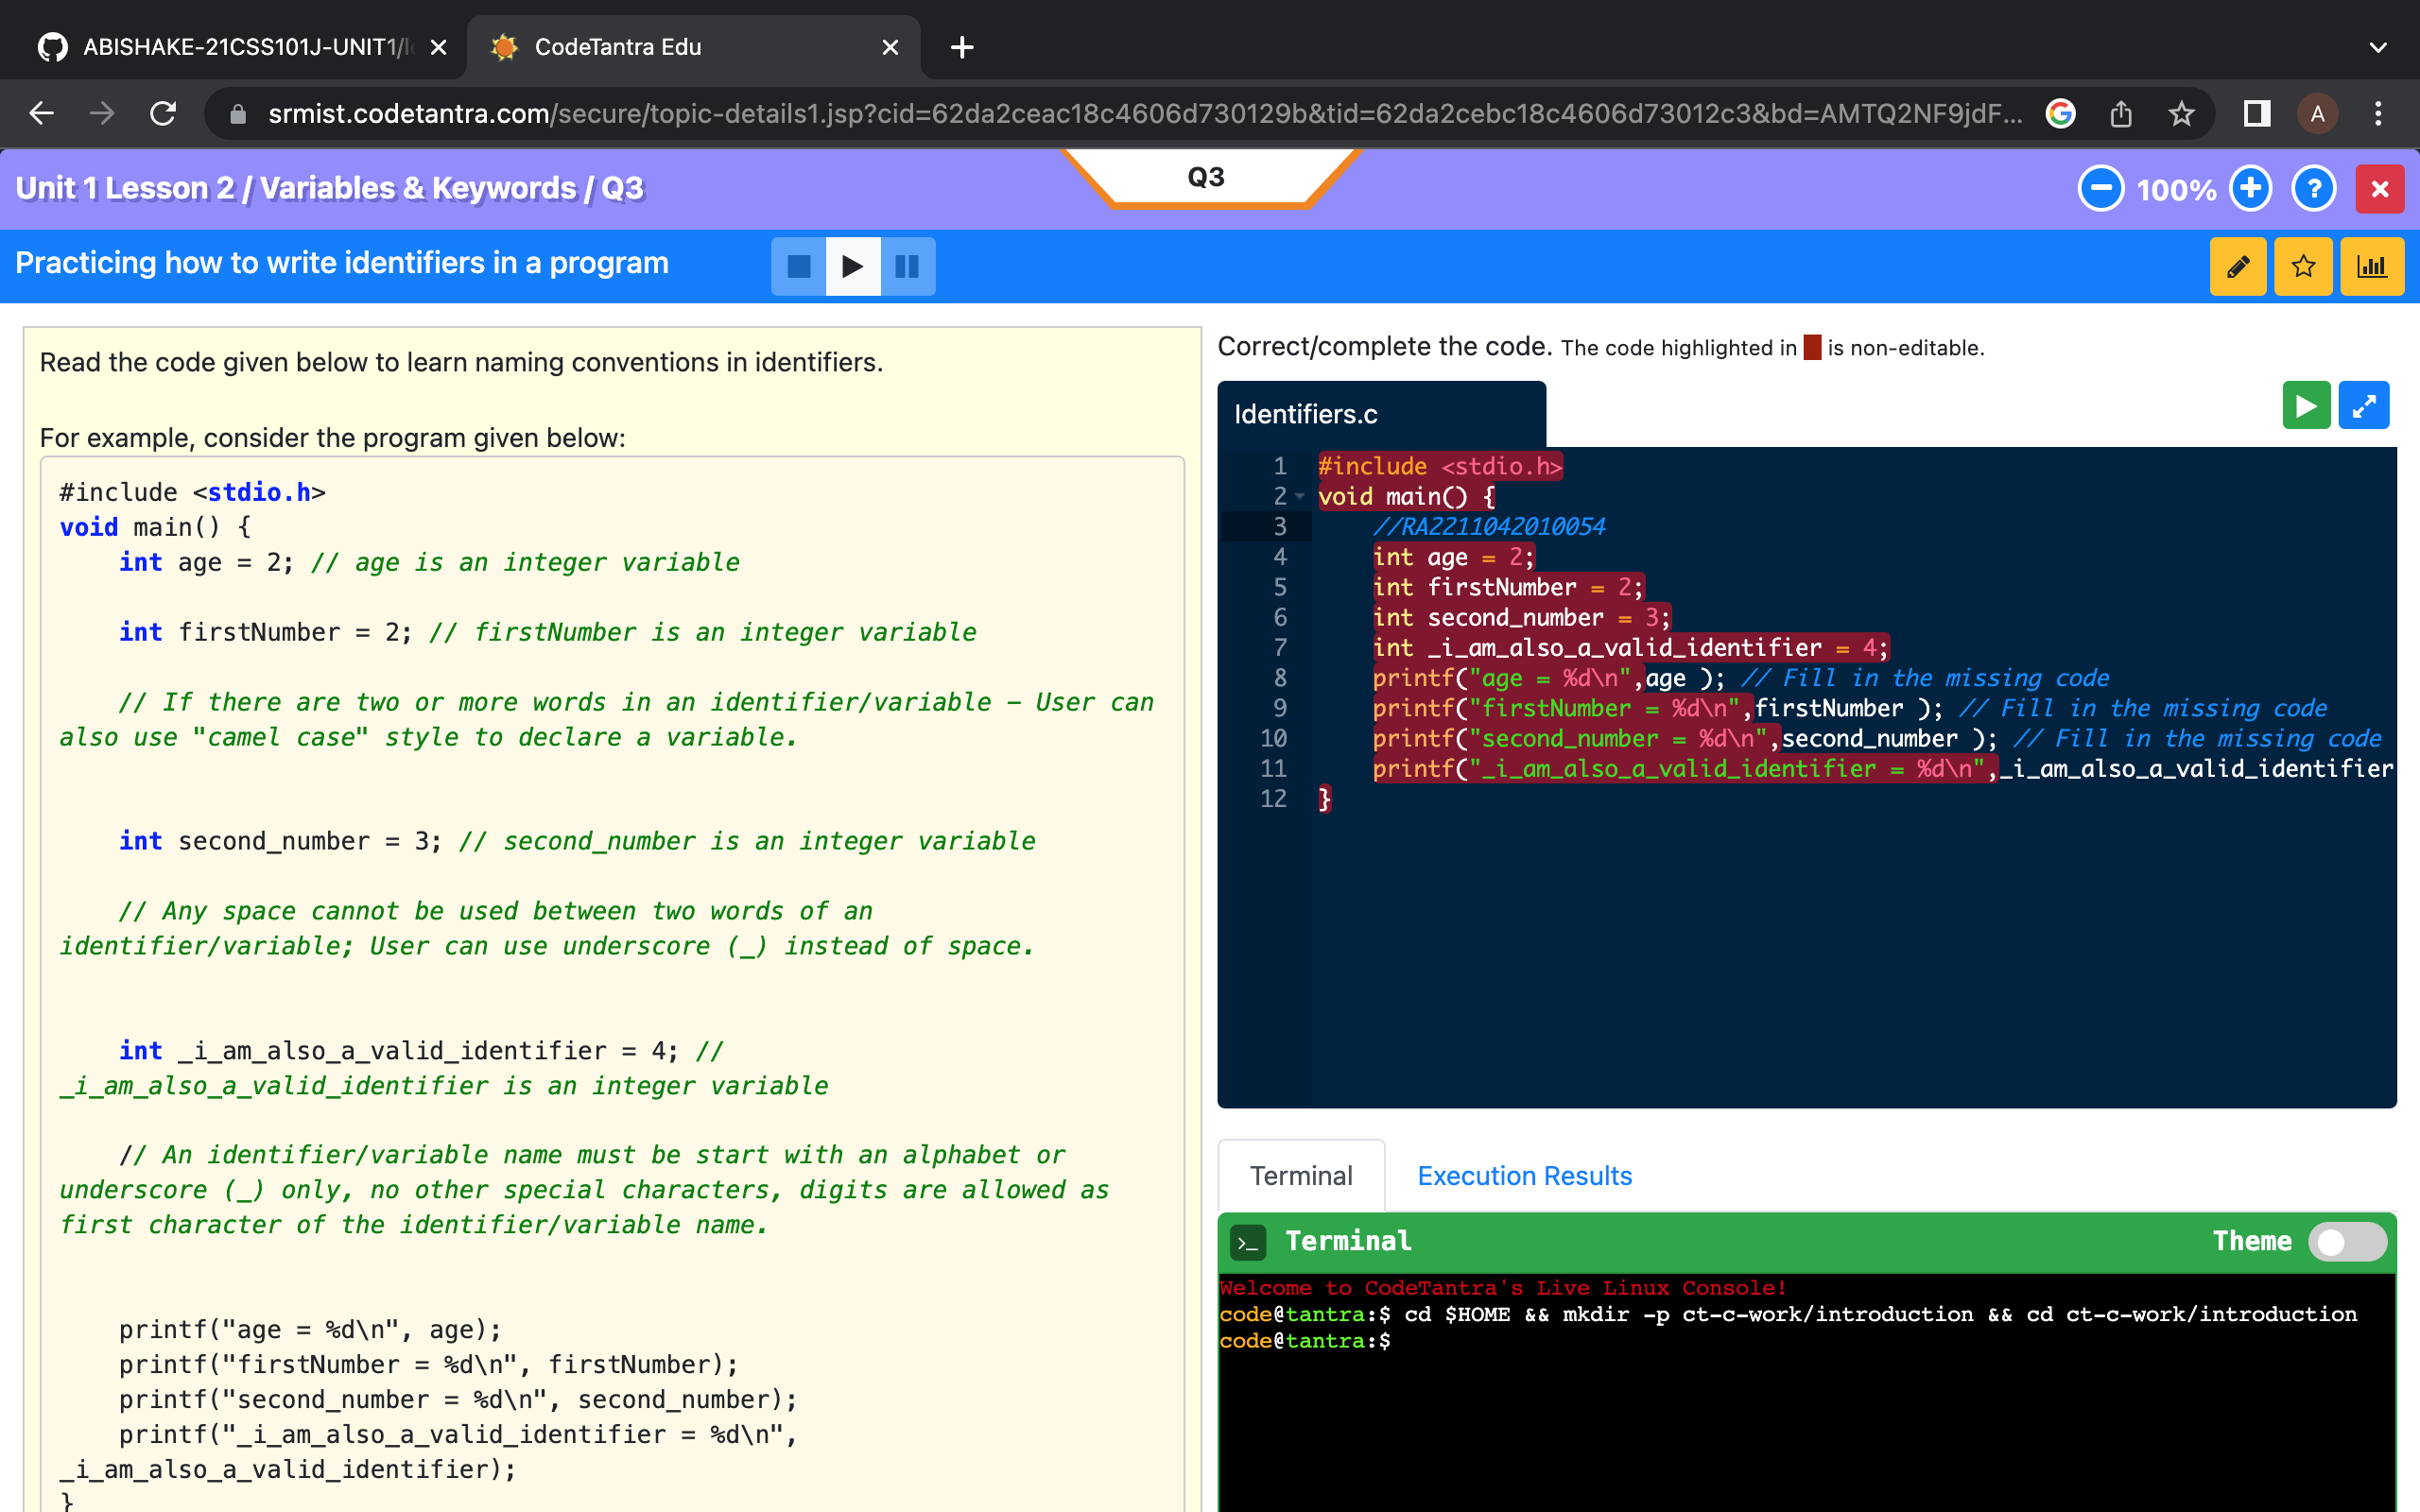 ABISHAKE-21CSS101J-UNIT1/l
CodeTantra Edu
srmist.codetantra.com/secure/topic-details1.jsp?cid=62da2ceac18c4606d730129b&tid=62da2cebc18c4606d73012c3&bd=AMTQ2NF9jdF...
A
Unit 1 Lesson 2 / Variables & Keywords / Q3
Q3
100%
?
Practicing how to write identifiers in a program
Read the code given below to learn naming conventions in identifiers.
For example, consider the program given below:
#include <stdio.h>
void main() {
int age = 2; // age is an integer variable
int firstNumber = 2; // firstNumber is an integer variable
// If there are two or more words in an identifier/variable – User can
also use "camel case" style to declare a variable.
int second_number = 3; // second_number is an integer variable
// Any space cannot be used between two words of an
identifier/variable; User can use underscore (_) instead of space.
int _i_am_also_a_valid_identifier = 4; //
_i_am_also_a_valid_identifier is an integer variable
// An identifier/variable name must be start with an alphabet or
underscore (_) only, no other special characters, digits are allowed as
first character of the identifier/variable name.
printf("age = %d\n", age);
printf("firstNumber = %d\n", firstNumber);
printf("second_number = %d\n", second_number);
printf("_i_am_also_a_valid_identifier = %d\n",
_i_am_also_a_valid_identifier);
}
Correct/complete the code. The code highlighted in is non-editable.
Identifiers.c
1 #include <stdio.h>
2 void main() {
3 //RA2211042010054
4 int age = 2;
5 int firstNumber = 2;
6 int second_number = 3;
7 int _i_am_also_a_valid_identifier = 4;
8 printf("age = %d\n",age ); // Fill in the missing code
9 printf("firstNumber = %d\n",firstNumber ); // Fill in the missing code
10 printf("second_number = %d\n",second_number ); // Fill in the missing code
11 printf("_i_am_also_a_valid_identifier = %d\n",_i_am_also_a_valid_identifier
12 }
Terminal
Execution Results
>_ Terminal
Theme
Welcome to CodeTantra's Live Linux Console!
code@tantra:$ cd $HOME && mkdir -p ct-c-work/introduction && cd ct-c-work/introduction
code@tantra:$